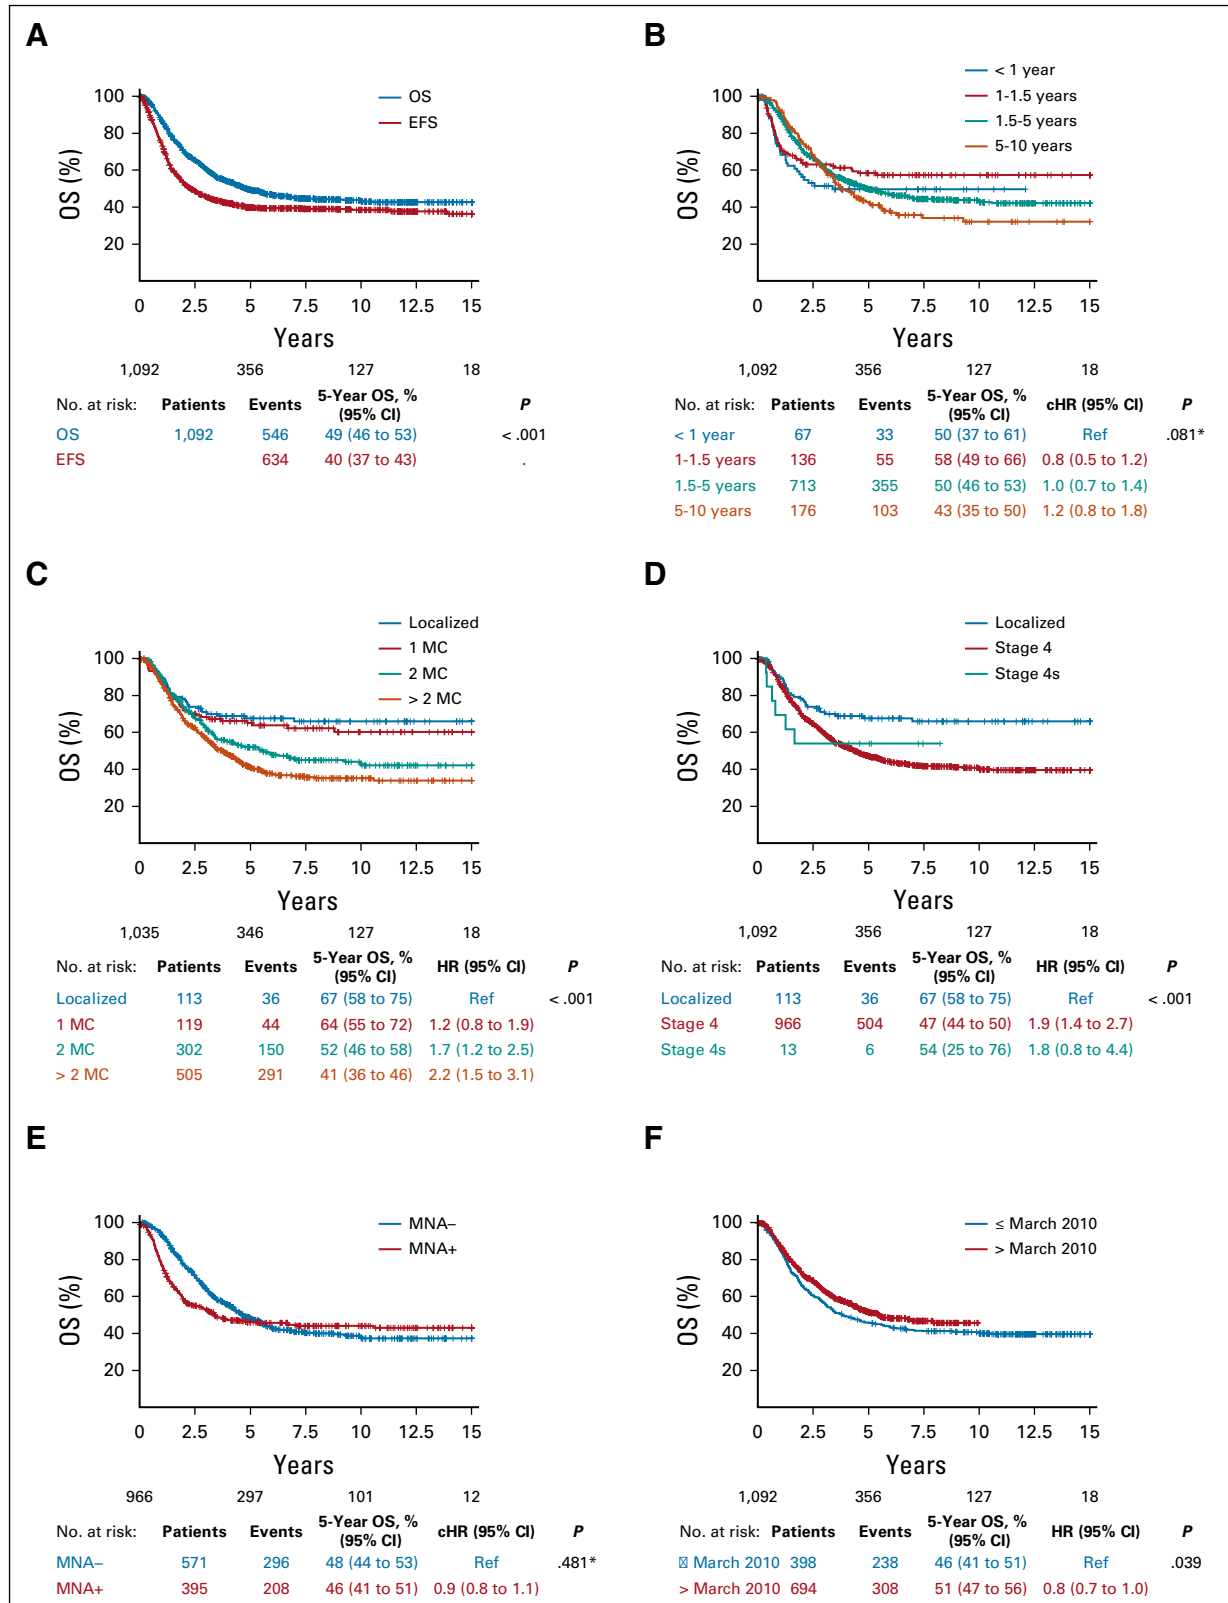 A
OS
EFS
100
80
60
40
20
OS (%)
0 2.5 5 7.5 10 12.5 15
Years
1,092 356 127 18
No. at risk: Patients Events 5-Year OS, % (95% CI) P
OS 1,092 546 49 (46 to 53) < .001
EFS 634 40 (37 to 43) .
B
< 1 year
1-1.5 years
1.5-5 years
5-10 years
100
80
60
40
20
OS (%)
0 2.5 5 7.5 10 12.5 15
Years
1,092 356 127 18
No. at risk: Patients Events 5-Year OS, % (95% CI) cHR (95% CI) P
< 1 year 67 33 50 (37 to 61) Ref .081*
1-1.5 years 136 55 58 (49 to 66) 0.8 (0.5 to 1.2)
1.5-5 years 713 355 50 (46 to 53) 1.0 (0.7 to 1.4)
5-10 years 176 103 43 (35 to 50) 1.2 (0.8 to 1.8)
C
Localized
1 MC
2 MC
> 2 MC
100
80
60
40
20
OS (%)
0 2.5 5 7.5 10 12.5 15
Years
1,035 346 127 18
No. at risk: Patients Events 5-Year OS, % (95% CI) HR (95% CI) P
Localized 113 36 67 (58 to 75) Ref < .001
1 MC 119 44 64 (55 to 72) 1.2 (0.8 to 1.9)
2 MC 302 150 52 (46 to 58) 1.7 (1.2 to 2.5)
> 2 MC 505 291 41 (36 to 46) 2.2 (1.5 to 3.1)
D
Localized
Stage 4
Stage 4s
100
80
60
40
20
OS (%)
0 2.5 5 7.5 10 12.5 15
Years
1,092 356 127 18
No. at risk: Patients Events 5-Year OS, % (95% CI) HR (95% CI) P
Localized 113 36 67 (58 to 75) Ref < .001
Stage 4 966 504 47 (44 to 50) 1.9 (1.4 to 2.7)
Stage 4s 13 6 54 (25 to 76) 1.8 (0.8 to 4.4)
E
MNA–
MNA+
100
80
60
40
20
OS (%)
0 2.5 5 7.5 10 12.5 15
Years
966 297 101 12
No. at risk: Patients Events 5-Year OS, % (95% CI) cHR (95% CI) P
MNA– 571 296 48 (44 to 53) Ref .481*
MNA+ 395 208 46 (41 to 51) 0.9 (0.8 to 1.1)
F
≤ March 2010
> March 2010
100
80
60
40
20
OS (%)
0 2.5 5 7.5 10 12.5 15
Years
1,092 356 127 18
No. at risk: Patients Events 5-Year OS, % (95% CI) HR (95% CI) P
March 2010 398 238 46 (41 to 51) Ref .039
> March 2010 694 308 51 (47 to 56) 0.8 (0.7 to 1.0)